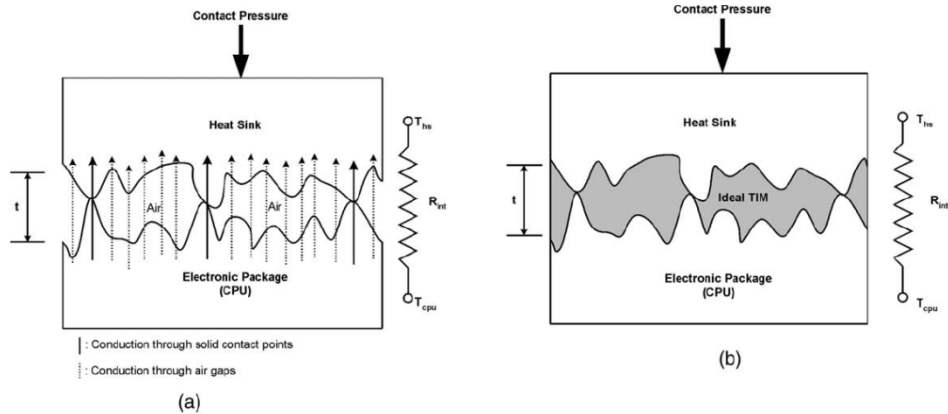 Contact Pressure
Heat Sink
t
Air
Air
Electronic Package
(CPU)
T_hs
R_int
T_cpu
: Conduction through solid contact points
: Conduction through air gaps
(a)
Contact Pressure
Heat Sink
t
Ideal TIM
Electronic Package
(CPU)
T_hs
R_int
T_cpu
(b)